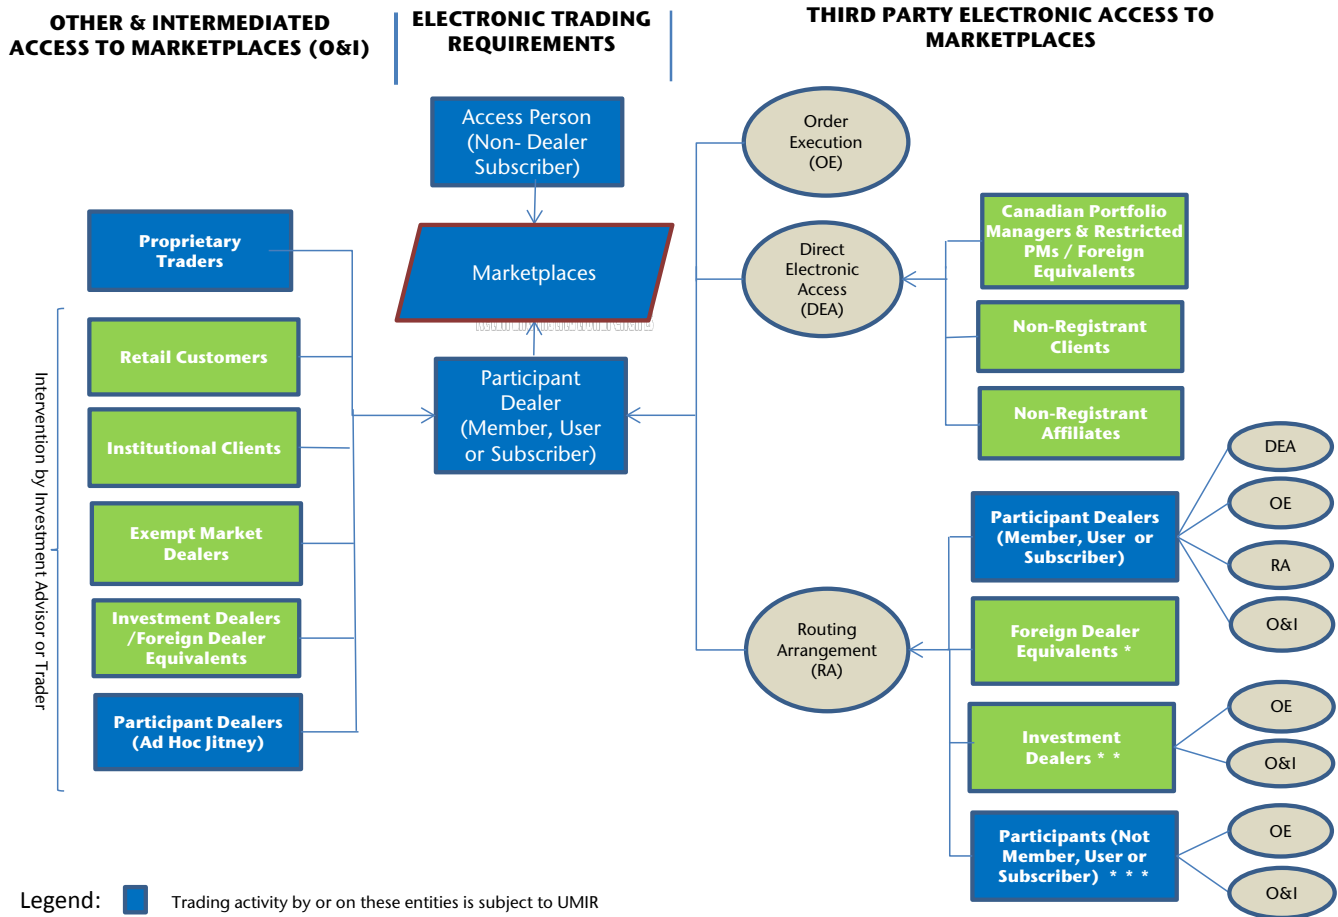 OTHER & INTERMEDIATED
ACCESS TO MARKETPLACES (O&I)
ELECTRONIC TRADING
REQUIREMENTS
THIRD PARTY ELECTRONIC ACCESS TO
MARKETPLACES
Access Person
(Non- Dealer
Subscriber)
Marketplaces
Participant
Dealer
(Member, User
or Subscriber)
Proprietary
Traders
Retail Customers
Institutional Clients
Exempt Market
Dealers
Investment Dealers
/Foreign Dealer
Equivalents
Participant Dealers
(Ad Hoc Jitney)
Intervention by Investment Advisor or Trader
Order
Execution
(OE)
Direct
Electronic
Access
(DEA)
Routing
Arrangement
(RA)
Canadian Portfolio
Managers & Restricted
PMs / Foreign
Equivalents
Non-Registrant
Clients
Non-Registrant
Affiliates
Participant Dealers
(Member, User or
Subscriber)
DEA
OE
RA
O&I
Foreign Dealer
Equivalents *
Investment
Dealers * *
OE
O&I
Participants (Not
Member, User or
Subscriber) * * *
OE
O&I
Legend:
Trading activity by or on these entities is subject to UMIR